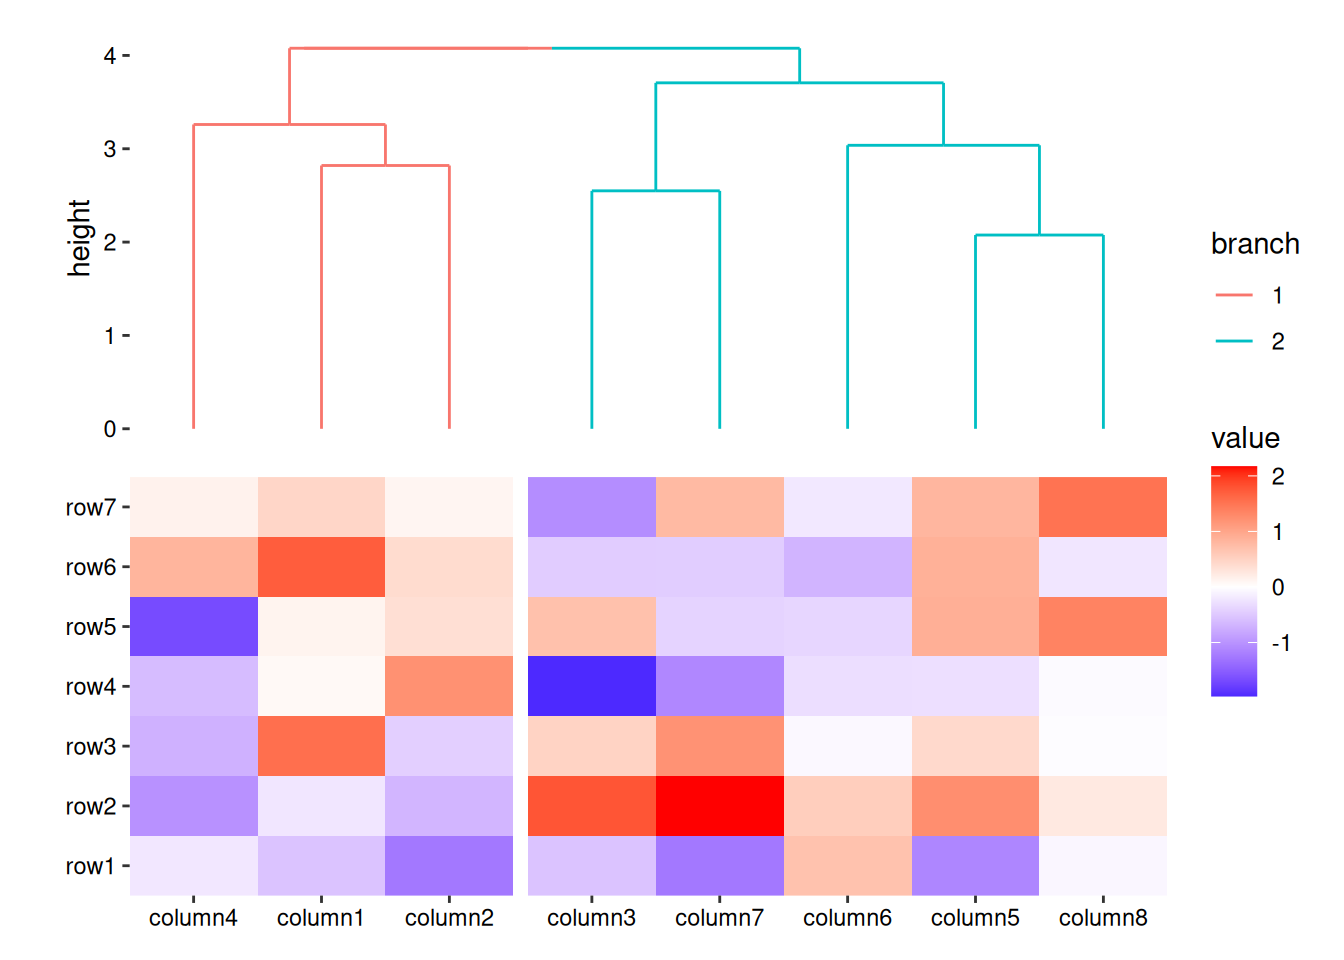 4
3
2
1
0
height
branch
1
2
value
2
1
0
-1
row7
row6
row5
row4
row3
row2
row1
column4 column1 column2 column3 column7 column6 column5 column8